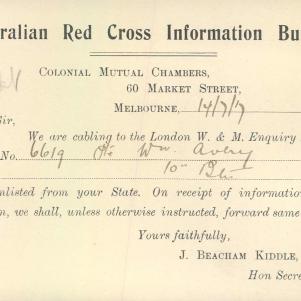 ralian Red Cross Information Bu
COLONIAL MUTUAL CHAMBERS,
60 MARKET STREET,
MELBOURNE, 14/7/17
Sir,
We are cabling to the London W. & M. Enquiry
No. 6619 Pte Wm. Avery
10th Bn
nlisted from your State. On receipt of information
n, we shall, unless otherwise instructed, forward same
Yours faithfully,
J. BEACHAM KIDDLE,
Hon Secre